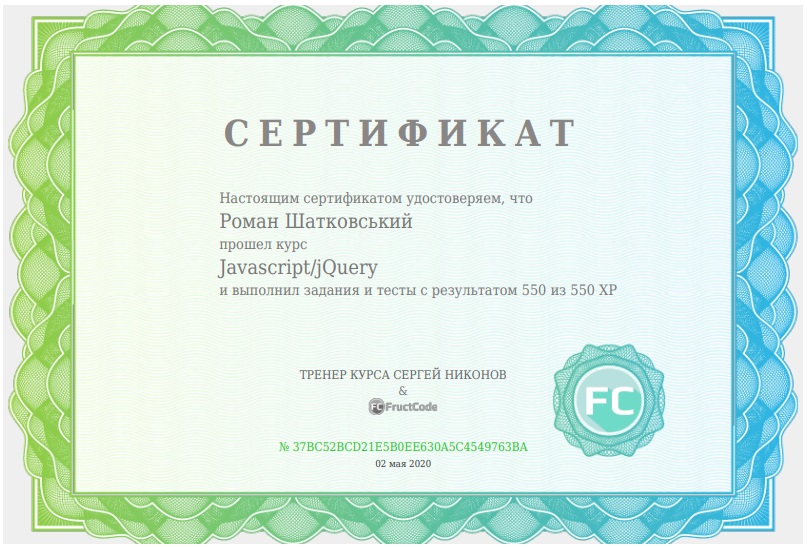 СЕРТИФИКАТ
Настоящим сертификатом удостоверяем, что
Роман Шатковський
прошел курс
Javascript/jQuery
и выполнил задания и тесты с результатом 550 из 550 XP
ТРЕНЕР КУРСА СЕРГЕЙ НИКОНОВ
&
FC FructCode
FC
№ 37BC52BCD21E5B0EE630A5C4549763BA
02 мая 2020